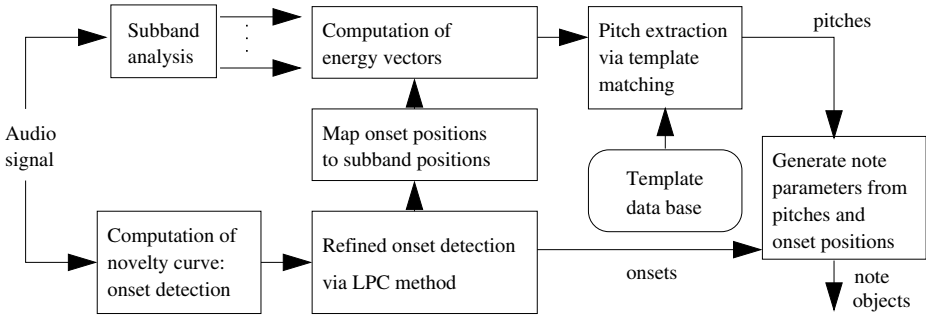 Subband
analysis
Computation of
energy vectors
Pitch extraction
via template
matching
pitches
Audio
signal
Map onset positions
to subband positions
Template
data base
Generate note
parameters from
pitches and
onset positions
Computation of
novelty curve:
onset detection
Refined onset detection
via LPC method
onsets
note
objects